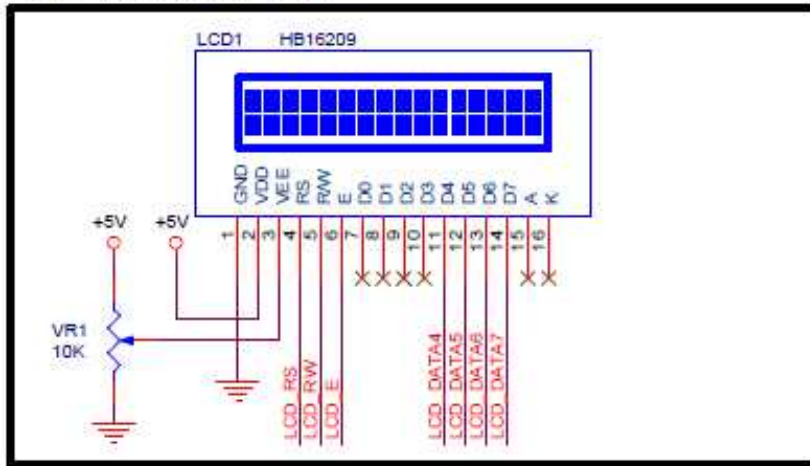 LCD1 HB16209
GND VDD VEE RS R/W E D0 D1 D2 D3 D4 D5 D6 D7 A K
1 2 3 4 5 6 7 8 9 10 11 12 13 14 15 16
+5V +5V
VR1
10K
LCD_RS
LCD_RW
LCD_E
LCD_DATA4
LCD_DATA5
LCD_DATA6
LCD_DATA7